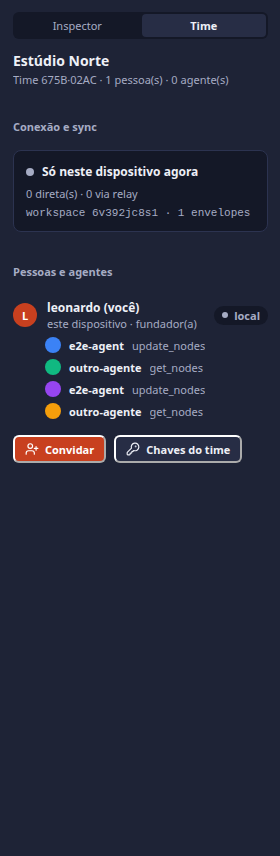 Inspector
Time
Estúdio Norte
Time 675B·02AC · 1 pessoa(s) · 0 agente(s)
Conexão e sync
Só neste dispositivo agora
0 direta(s) · 0 via relay
workspace 6v392jc8s1 · 1 envelopes
Pessoas e agentes
L
leonardo (você)
este dispositivo · fundador(a)
local
e2e-agent update_nodes
outro-agente get_nodes
e2e-agent update_nodes
outro-agente get_nodes
Convidar
Chaves do time